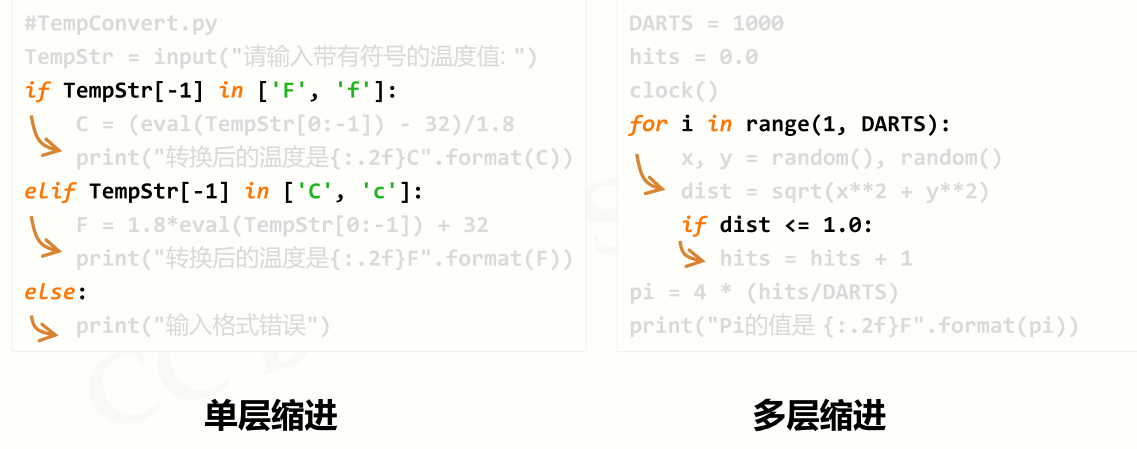 #TempConvert.py
TempStr = input("请输入带有符号的温度值: ")
if TempStr[-1] in ['F', 'f']:
    C = (eval(TempStr[0:-1]) - 32)/1.8
    print("转换后的温度是{:.2f}C".format(C))
elif TempStr[-1] in ['C', 'c']:
    F = 1.8*eval(TempStr[0:-1]) + 32
    print("转换后的温度是{:.2f}F".format(F))
else:
    print("输入格式错误")
单层缩进
DARTS = 1000
hits = 0.0
clock()
for i in range(1, DARTS):
    x, y = random(), random()
    dist = sqrt(x**2 + y**2)
    if dist <= 1.0:
        hits = hits + 1
pi = 4 * (hits/DARTS)
print("Pi的值是 {:.2f}F".format(pi))
多层缩进